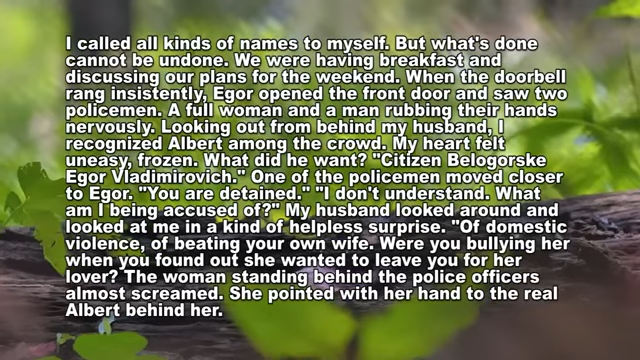 I called all kinds of names to myself. But what's done
cannot be undone. We were having breakfast and
discussing our plans for the weekend. When the doorbell
rang insistently, Egor opened the front door and saw two
policemen. A full woman and a man rubbing their hands
nervously. Looking out from behind my husband, I
recognized Albert among the crowd. My heart felt
uneasy, frozen. What did he want? "Citizen Belogorske
Egor Vladimirovich." One of the policemen moved closer
to Egor. "You are detained." "I don't understand. What
am I being accused of?" My husband looked around and
looked at me in a kind of helpless surprise. "Of domestic
violence, of beating your own wife. Were you bullying her
when you found out she wanted to leave you for her
lover? The woman standing behind the police officers
almost screamed. She pointed with her hand to the real
Albert behind her.